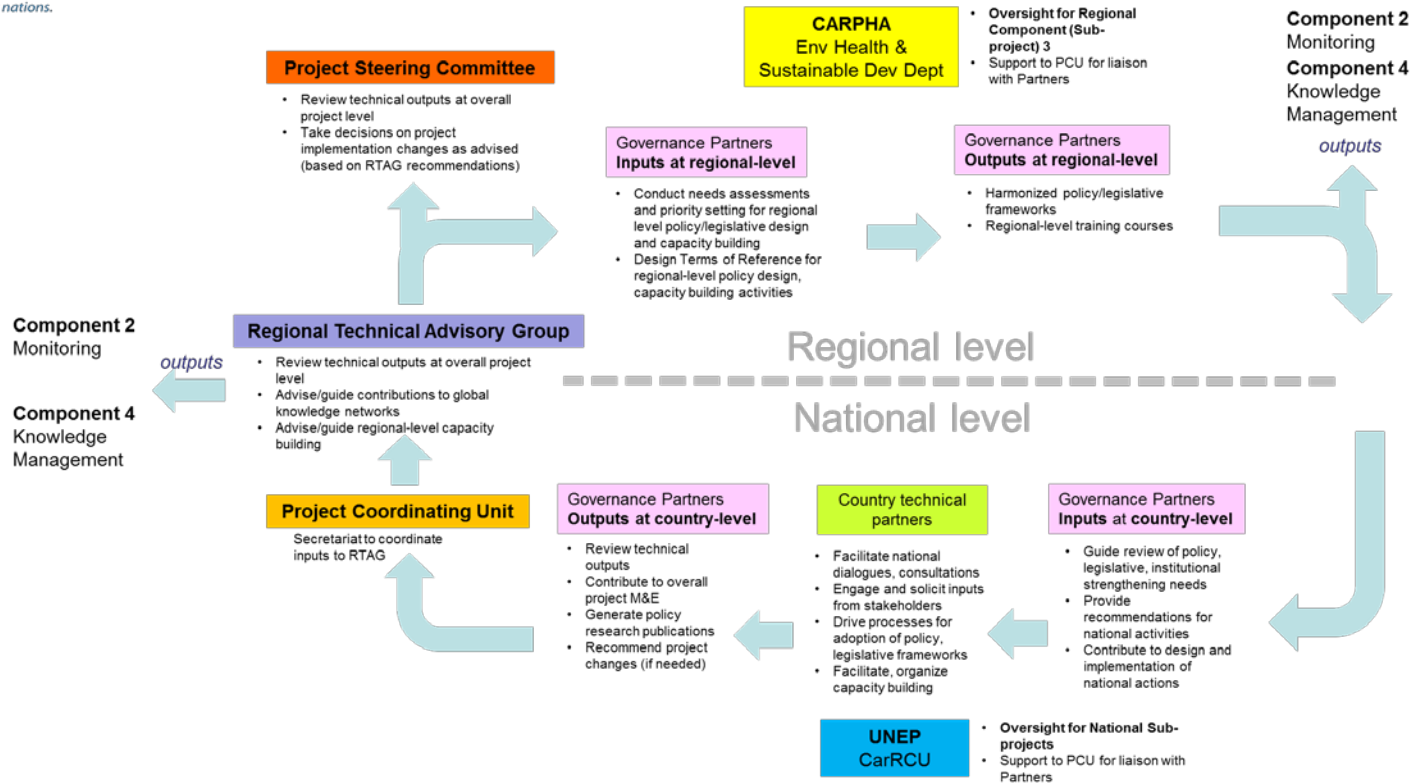 nations.
CARPHA
Env Health &
Sustainable Dev Dept
• Oversight for Regional
Component (Sub-
project) 3
• Support to PCU for liaison
with Partners
Component 2
Monitoring
Component 4
Knowledge
Management
outputs
Project Steering Committee
• Review technical outputs at overall
project level
• Take decisions on project
implementation changes as advised
(based on RTAG recommendations)
Governance Partners
Inputs at regional-level
• Conduct needs assessments
and priority setting for regional
level policy/legislative design
and capacity building
• Design Terms of Reference for
regional-level policy design,
capacity building activities
Governance Partners
Outputs at regional-level
• Harmonized policy/legislative
frameworks
• Regional-level training courses
Component 2
Monitoring
outputs
Component 4
Knowledge
Management
Regional Technical Advisory Group
• Review technical outputs at overall project
level
• Advise/guide contributions to global
knowledge networks
• Advise/guide regional-level capacity
building
Regional level
National level
Project Coordinating Unit
Secretariat to coordinate
inputs to RTAG
Governance Partners
Outputs at country-level
• Review technical
outputs
• Contribute to overall
project M&E
• Generate policy
research publications
• Recommend project
changes (if needed)
Country technical
partners
• Facilitate national
dialogues, consultations
• Engage and solicit inputs
from stakeholders
• Drive processes for
adoption of policy,
legislative frameworks
• Facilitate, organize
capacity building
Governance Partners
Inputs at country-level
• Guide review of policy,
legislative, institutional
strengthening needs
• Provide
recommendations for
national activities
• Contribute to design and
implementation of
national actions
UNEP
CarRCU
• Oversight for National Sub-
projects
• Support to PCU for liaison with
Partners